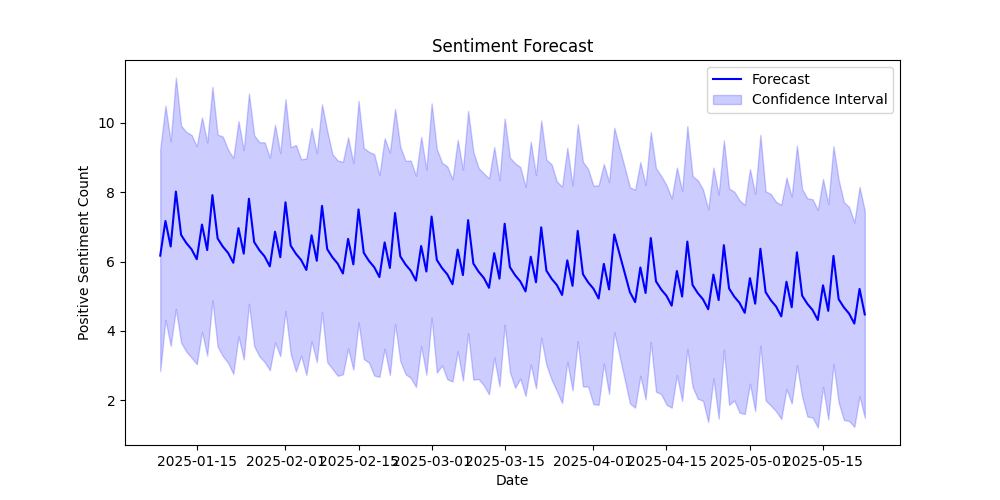 Sentiment Forecast
Forecast
Confidence Interval
Positive Sentiment Count
10
8
6
4
2
2025-01-15
2025-02-01
2025-02-15
2025-03-01
2025-03-15
2025-04-01
2025-04-15
2025-05-01
2025-05-15
Date